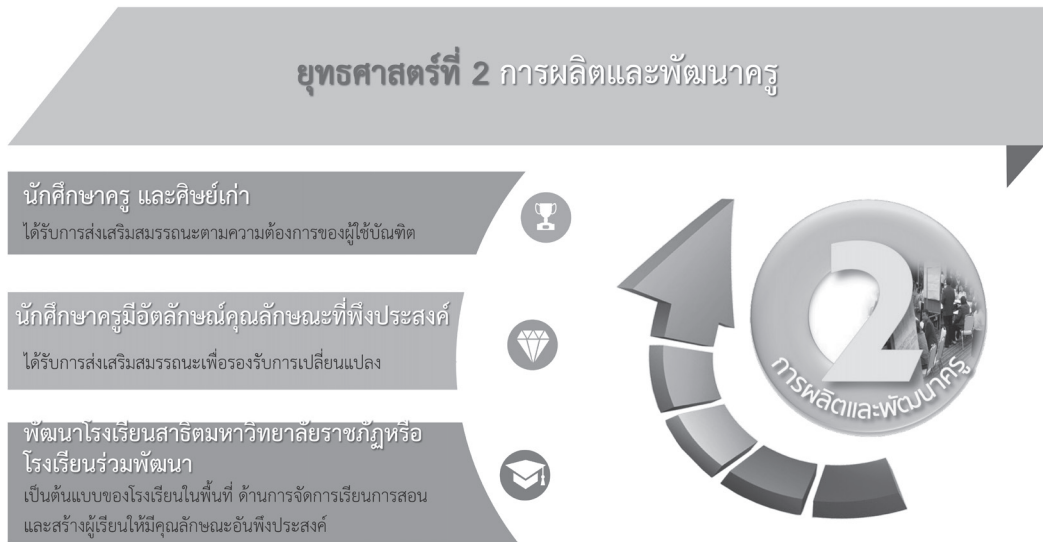 ยุทธศาสตร์ที่ 2 การผลิตและพัฒนาครู
นักศึกษาครู และศิษย์เก่า
ได้รับการส่งเสริมสมรรถนะตามความต้องการของผู้ใช้บัณฑิต
นักศึกษาครูมีอัตลักษณ์คุณลักษณะที่พึงประสงค์
ได้รับการส่งเสริมสมรรถนะเพื่อรองรับการเปลี่ยนแปลง
พัฒนาโรงเรียนสาธิตมหาวิทยาลัยราชภัฏหรือ
โรงเรียนร่วมพัฒนา
เป็นต้นแบบของโรงเรียนในพื้นที่ ด้านการจัดการเรียนการสอน
และสร้างผู้เรียนให้มีคุณลักษณะอันพึงประสงค์
2
การผลิตและพัฒนาครู